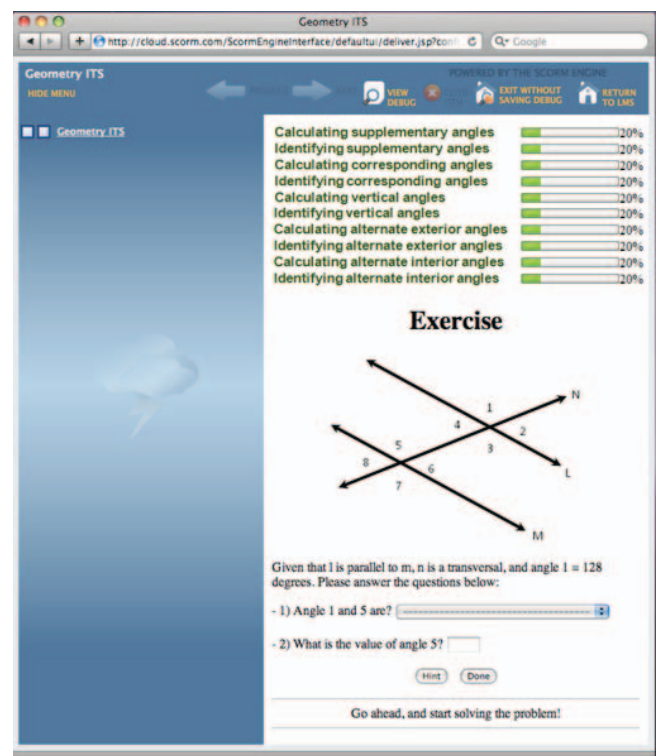 Geometry ITS
http://cloud.scorm.com/ScormEngineInterface/defaultui/deliver.jsp?con
Google
Geometry ITS
HIDE MENU
POWERED BY THE SCORM ENGINE
VIEW DEBUG
EXIT WITHOUT SAVING DEBUG
RETURN TO LMS
Geometry ITS
Calculating supplementary angles 20%
Identifying supplementary angles 20%
Calculating corresponding angles 20%
Identifying corresponding angles 20%
Calculating vertical angles 20%
Identifying vertical angles 20%
Calculating alternate exterior angles 20%
Identifying alternate exterior angles 20%
Calculating alternate interior angles 20%
Identifying alternate interior angles 20%
Exercise
N
1
4 2
3
5
L
8 6
7
M
Given that l is parallel to m, n is a transversal, and angle 1 = 128
degrees. Please answer the questions below:
- 1) Angle 1 and 5 are?
- 2) What is the value of angle 5?
Hint Done
Go ahead, and start solving the problem!